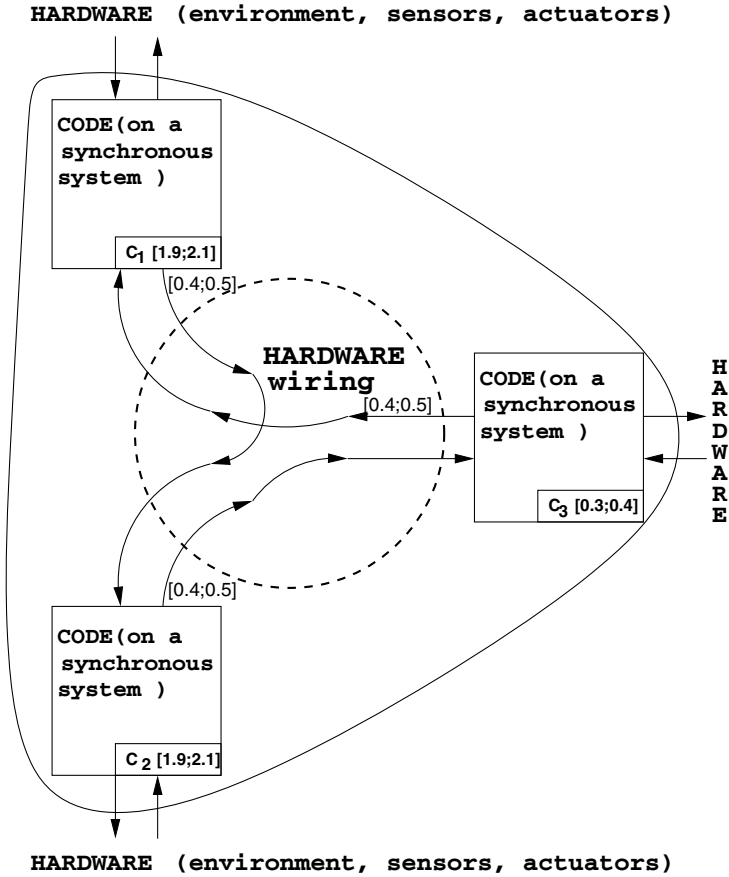 HARDWARE (environment, sensors, actuators)
CODE(on a
synchronous
system )
C1 [1.9;2.1]
[0.4;0.5]
HARDWARE
wiring
[0.4;0.5]
CODE(on a
synchronous
system )
C3 [0.3;0.4]
HARDWARE
[0.4;0.5]
CODE(on a
synchronous
system )
C2 [1.9;2.1]
HARDWARE (environment, sensors, actuators)